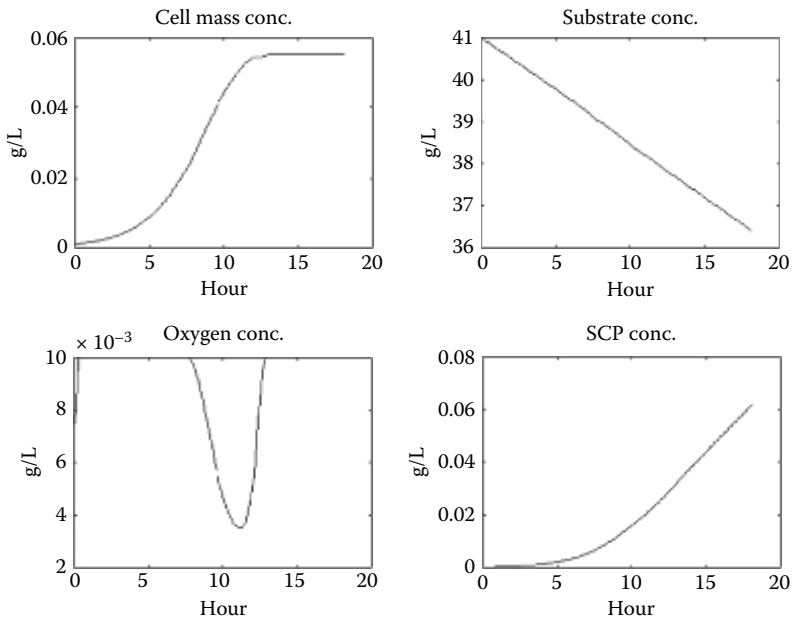 Cell mass conc.
0.06
0.04
0.02
0
g/L
0 5 10 15 20
Hour
Substrate conc.
41
40
39
38
37
36
g/L
0 5 10 15 20
Hour
Oxygen conc.
× 10⁻³
10
8
6
4
2
g/L
0 5 10 15 20
Hour
SCP conc.
0.08
0.06
0.04
0.02
0
g/L
0 5 10 15 20
Hour